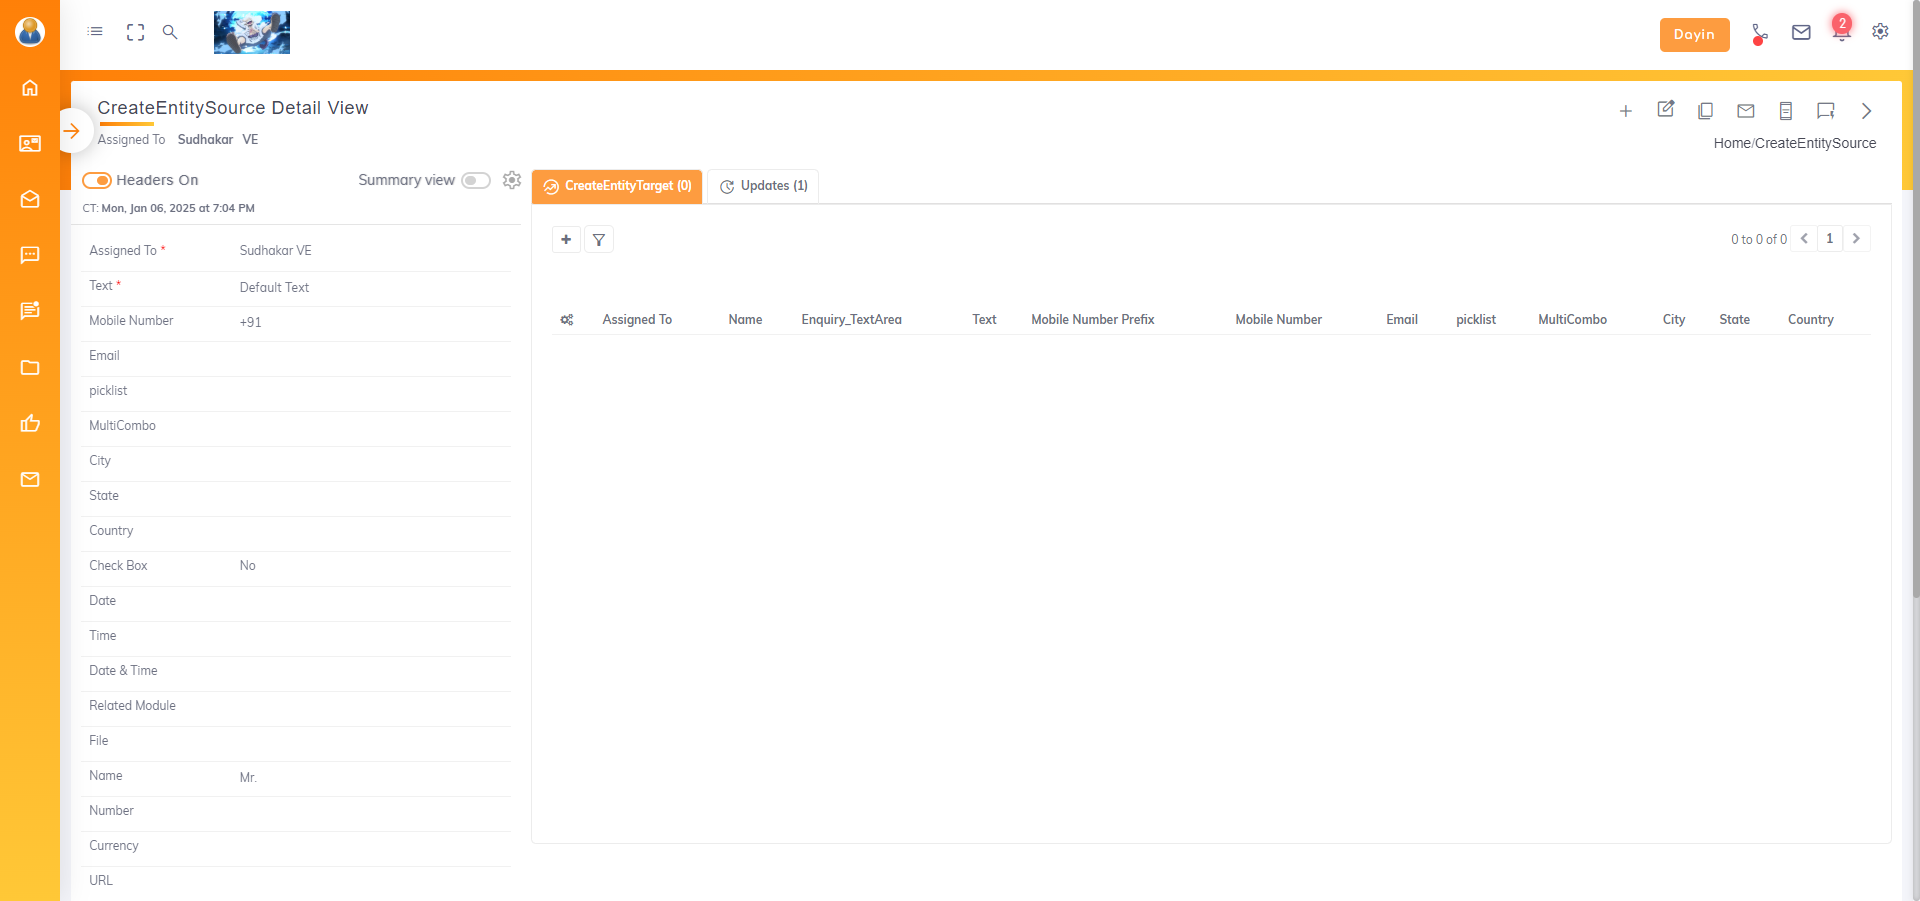 Dayin
2
CreateEntitySource Detail View
Assigned To Sudhakar VE
Home/CreateEntitySource
Headers On
Summary view
CT: Mon, Jan 06, 2025 at 7:04 PM
CreateEntityTarget (0)
Updates (1)
0 to 0 of 0
1
Assigned To Name Enquiry_TextArea Text Mobile Number Prefix Mobile Number Email picklist MultiCombo City State Country
Assigned To * Sudhakar VE
Text * Default Text
Mobile Number +91
Email
picklist
MultiCombo
City
State
Country
Check Box No
Date
Time
Date & Time
Related Module
File
Name Mr.
Number
Currency
URL